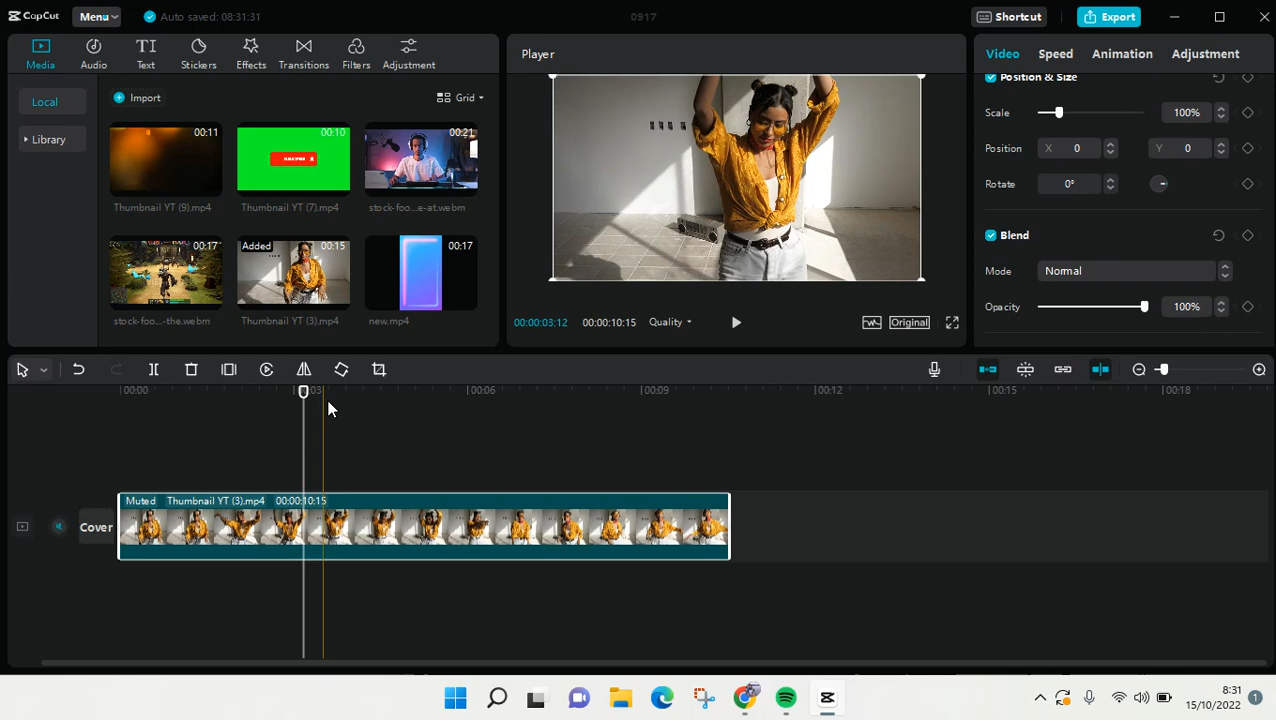 CapCut Menu Auto saved: 08:31:31 0917 Shortcut Export
Media Audio Text Stickers Effects Transitions Filters Adjustment
Local
Library
Import Grid
00:11
Thumbnail YT (9).mp4
00:10
Thumbnail YT (7).mp4
00:21
stock-foo...e-at.webm
00:17
stock-foo...-the.webm
Added 00:15
Thumbnail YT (3).mp4
00:17
new.mp4
Player
00:00:03:12 00:00:10:15 Quality Original
Video Speed Animation Adjustment
Position & Size
Scale 100%
Position X 0 Y 0
Rotate 0°
Blend
Mode Normal
Opacity 100%
00:00 00:03 00:06 00:09 00:12 00:15 00:18
Muted Thumbnail YT (3).mp4 00:00:10:15
Cover
8:31
15/10/2022
1